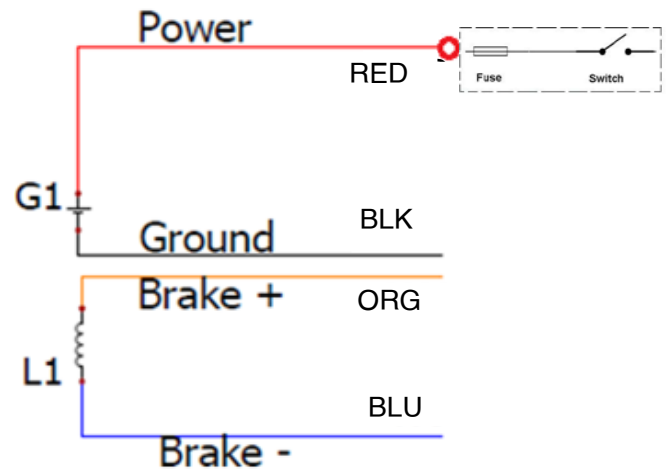 Power
RED
Fuse
Switch
G1
BLK
Ground
Brake +
ORG
L1
BLU
Brake -